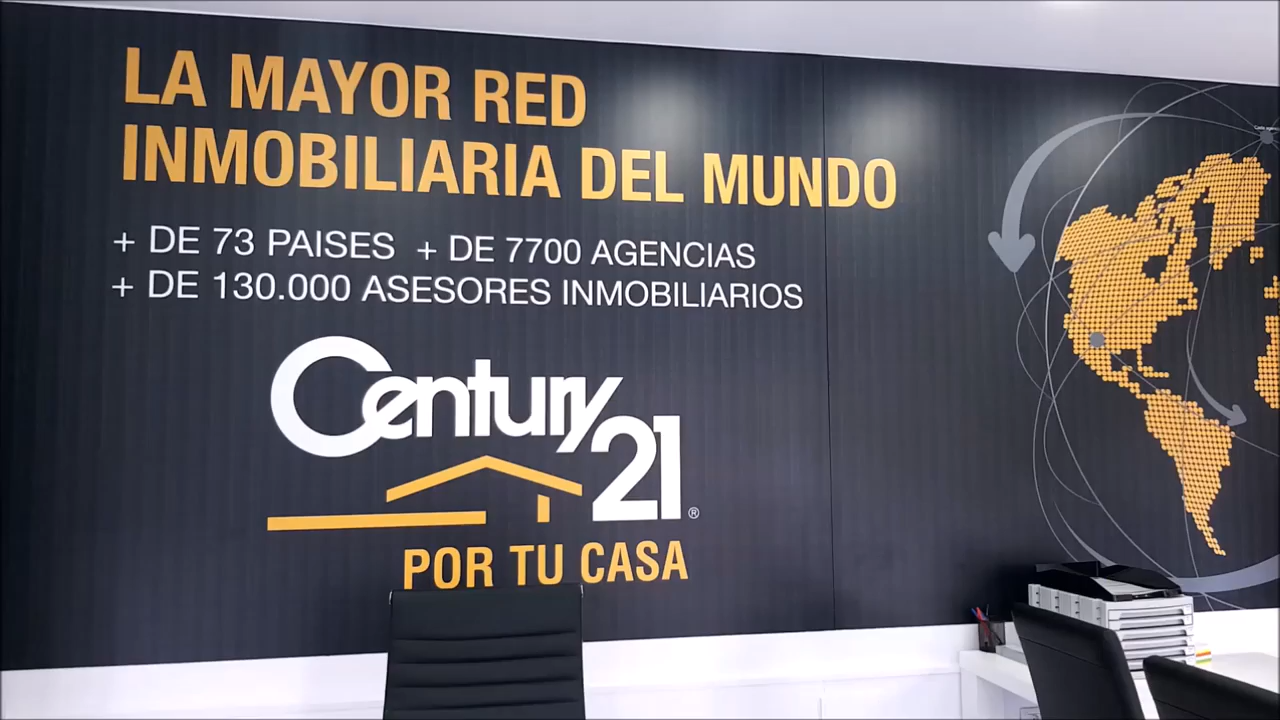 LA MAYOR RED
INMOBILIARIA DEL MUNDO
+ DE 73 PAISES + DE 7700 AGENCIAS
+ DE 130.000 ASESORES INMOBILIARIOS
Century
21
®
POR TU CASA